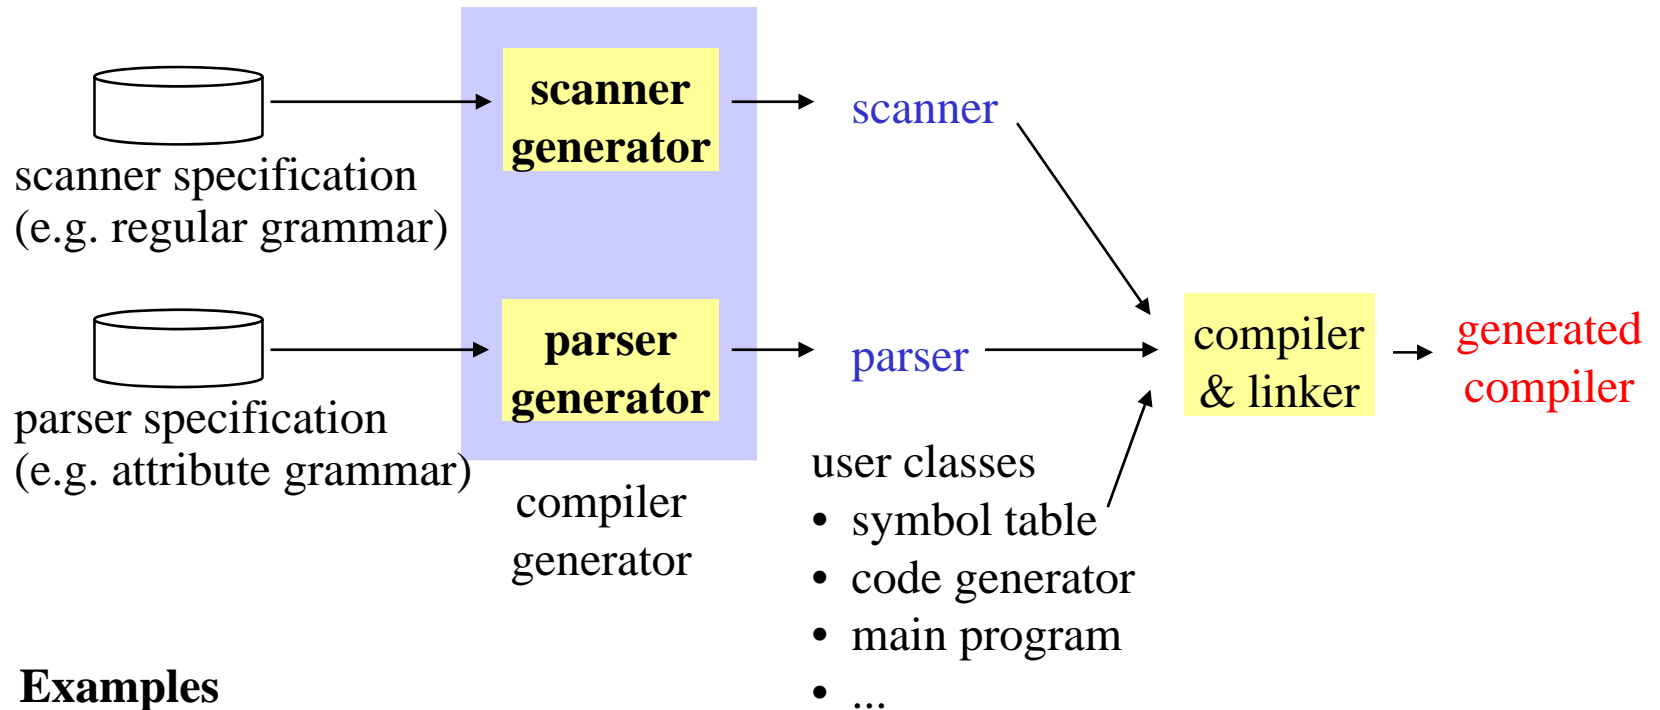 scanner
generator
scanner
scanner specification
(e.g. regular grammar)
parser
generator
parser
compiler
& linker
generated
compiler
parser specification
(e.g. attribute grammar)
compiler
generator
user classes
• symbol table
• code generator
• main program
• ...
Examples